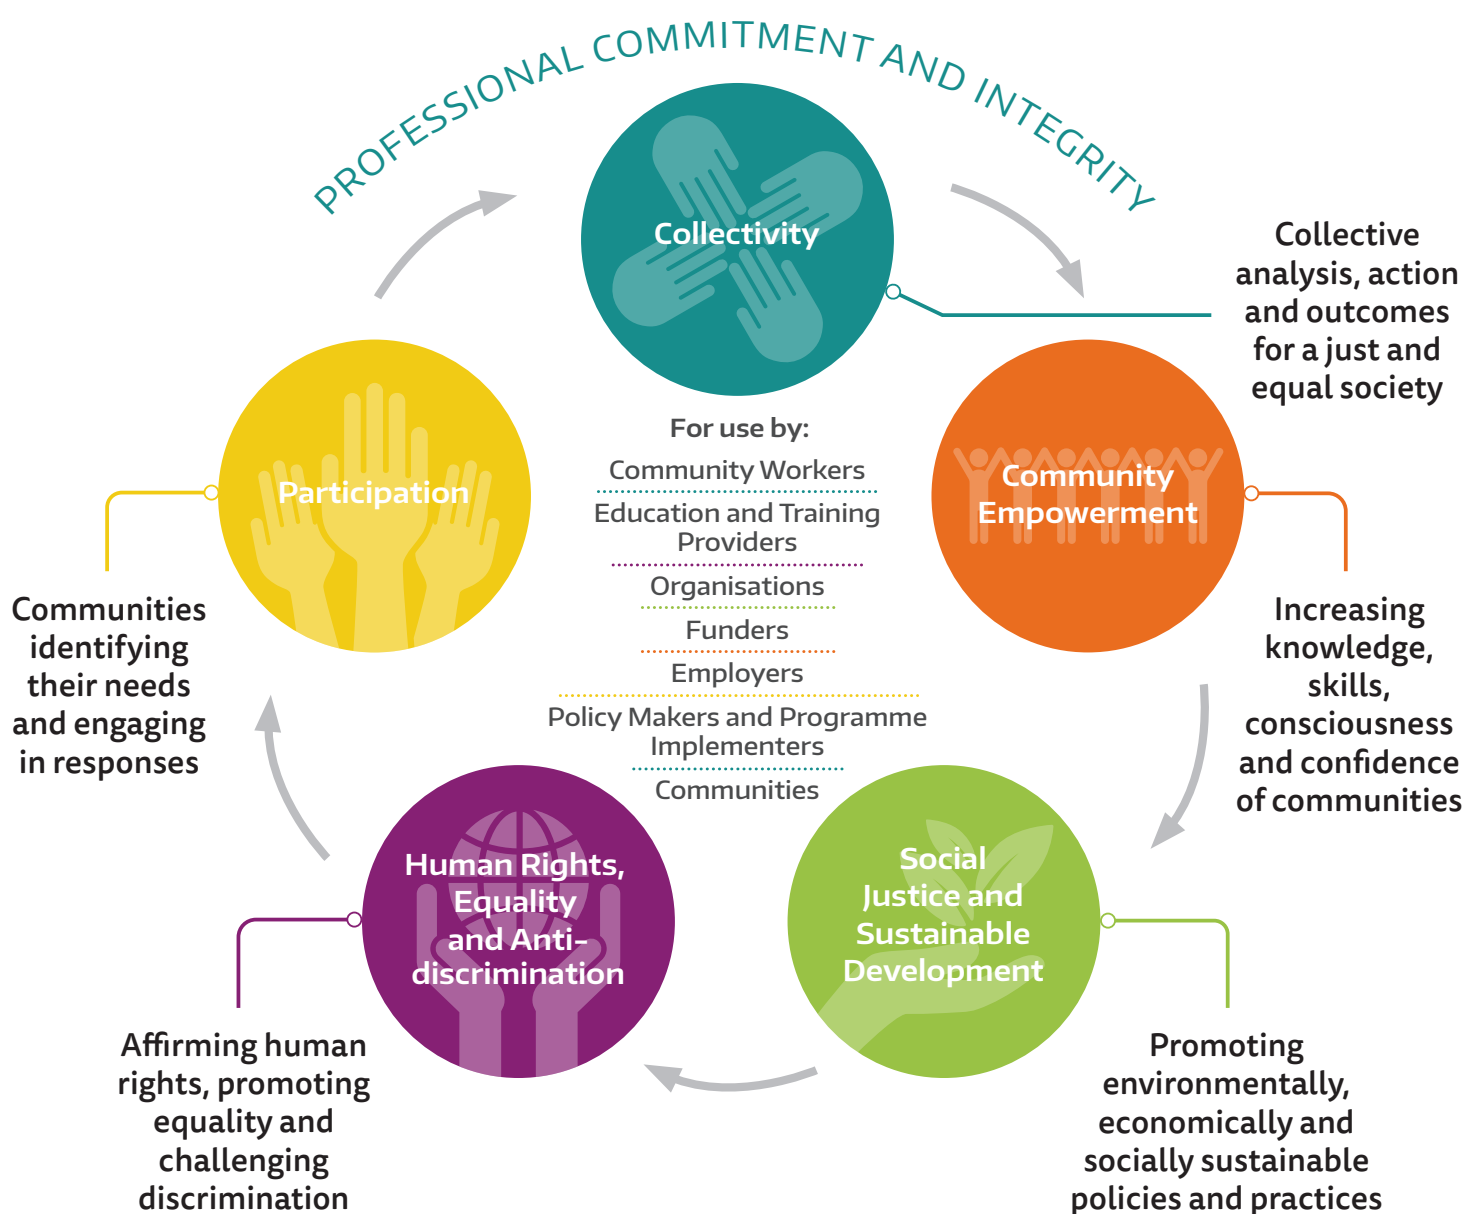 PROFESSIONAL COMMITMENT AND INTEGRITY
Collectivity
Collective
analysis, action
and outcomes
for a just and
equal society
Community
Empowerment
Increasing
knowledge,
skills,
consciousness
and confidence
of communities
Social
Justice and
Sustainable
Development
Promoting
environmentally,
economically and
socially sustainable
policies and practices
Human Rights,
Equality
and Anti-
discrimination
Affirming human
rights, promoting
equality and
challenging
discrimination
Participation
Communities
identifying
their needs
and engaging
in responses
For use by:
Community Workers
Education and Training
Providers
Organisations
Funders
Employers
Policy Makers and Programme
Implementers
Communities